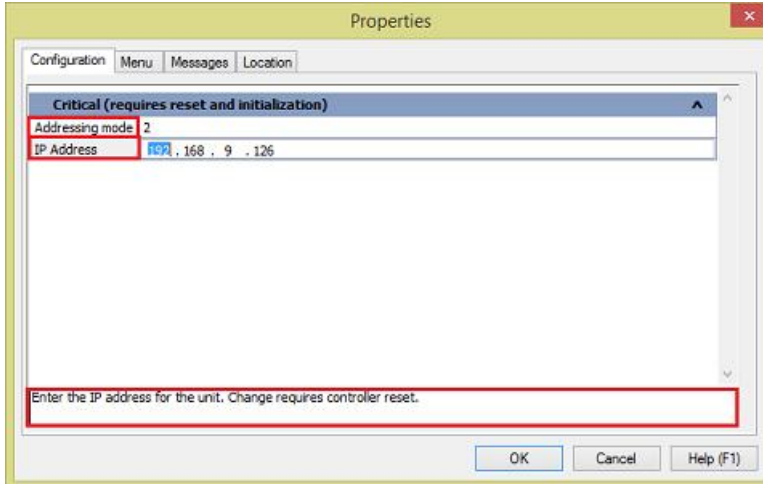 Properties
Configuration Menu Messages Location
Critical (requires reset and initialization)
Addressing mode 2
IP Address 192 . 168 . 9 . 126
Enter the IP address for the unit. Change requires controller reset.
OK Cancel Help (F1)